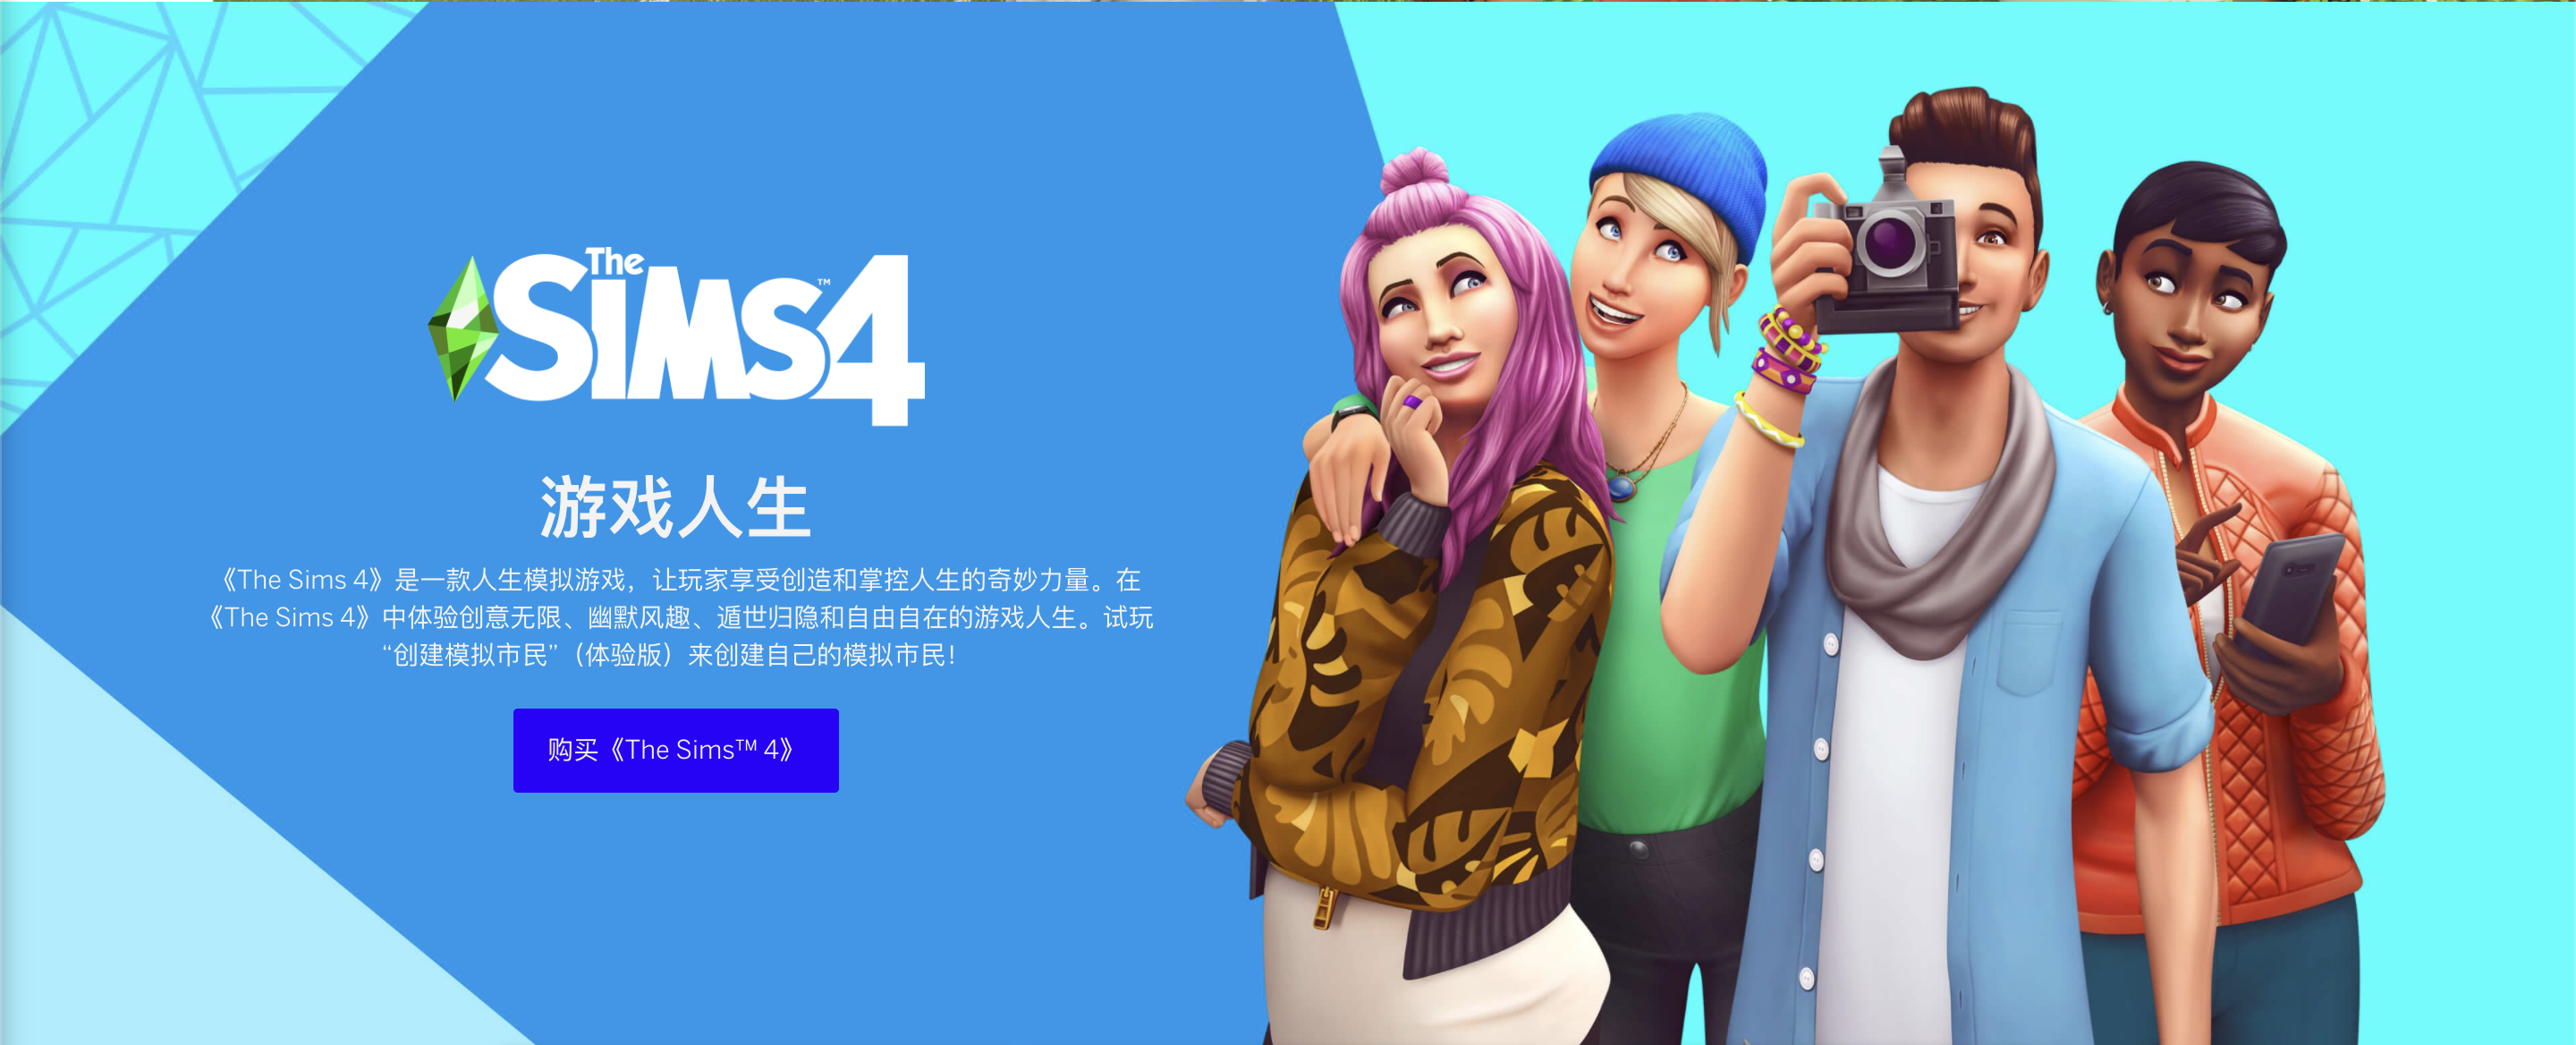 The Sims™ 4
游戏人生
《The Sims 4》是一款人生模拟游戏，让玩家享受创造和掌控人生的奇妙力量。在
《The Sims 4》中体验创意无限、幽默风趣、遁世归隐和自由自在的游戏人生。试玩
“创建模拟市民”（体验版）来创建自己的模拟市民！
购买《The Sims™ 4》